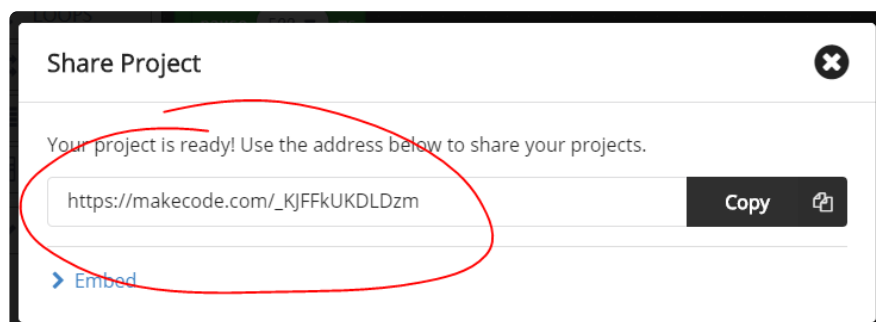 LOOPS
Share Project
Your project is ready! Use the address below to share your projects.
https://makecode.com/_KJFFkUKDLDzm
Copy
Embed